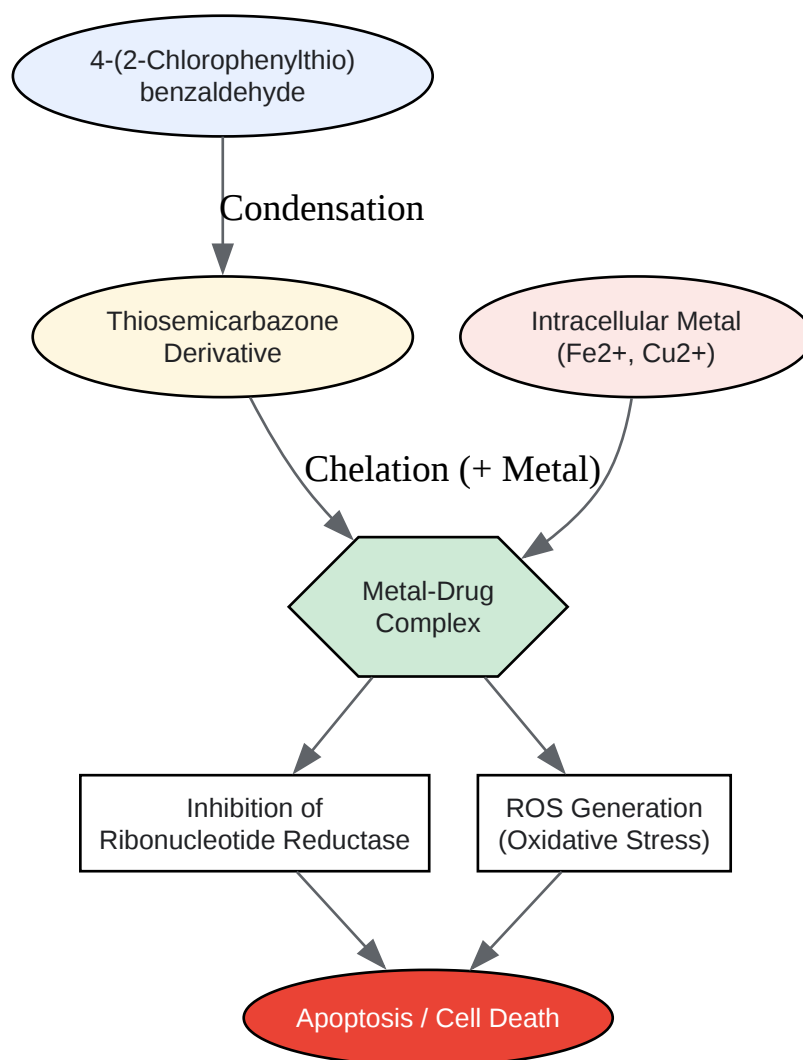 4-(2-Chlorophenylthio)
benzaldehyde
Condensation
Thiosemicarbazone
Derivative
Intracellular Metal
(Fe2+, Cu2+)
Chelation (+ Metal)
Metal-Drug
Complex
Inhibition of
Ribonucleotide Reductase
ROS Generation
(Oxidative Stress)
Apoptosis / Cell Death